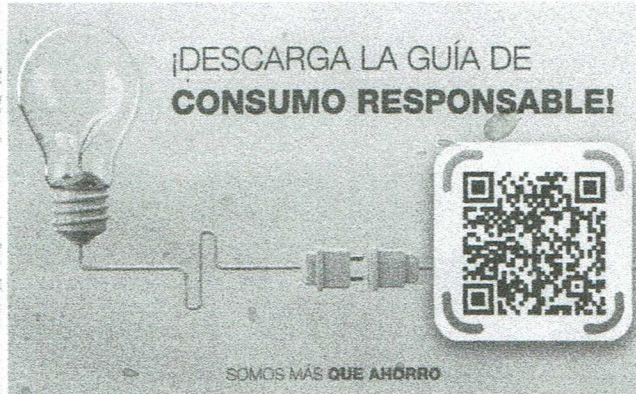 ¡DESCARGA LA GUÍA DE
CONSUMO RESPONSABLE!
SOMOS MÁS QUE AHORRO